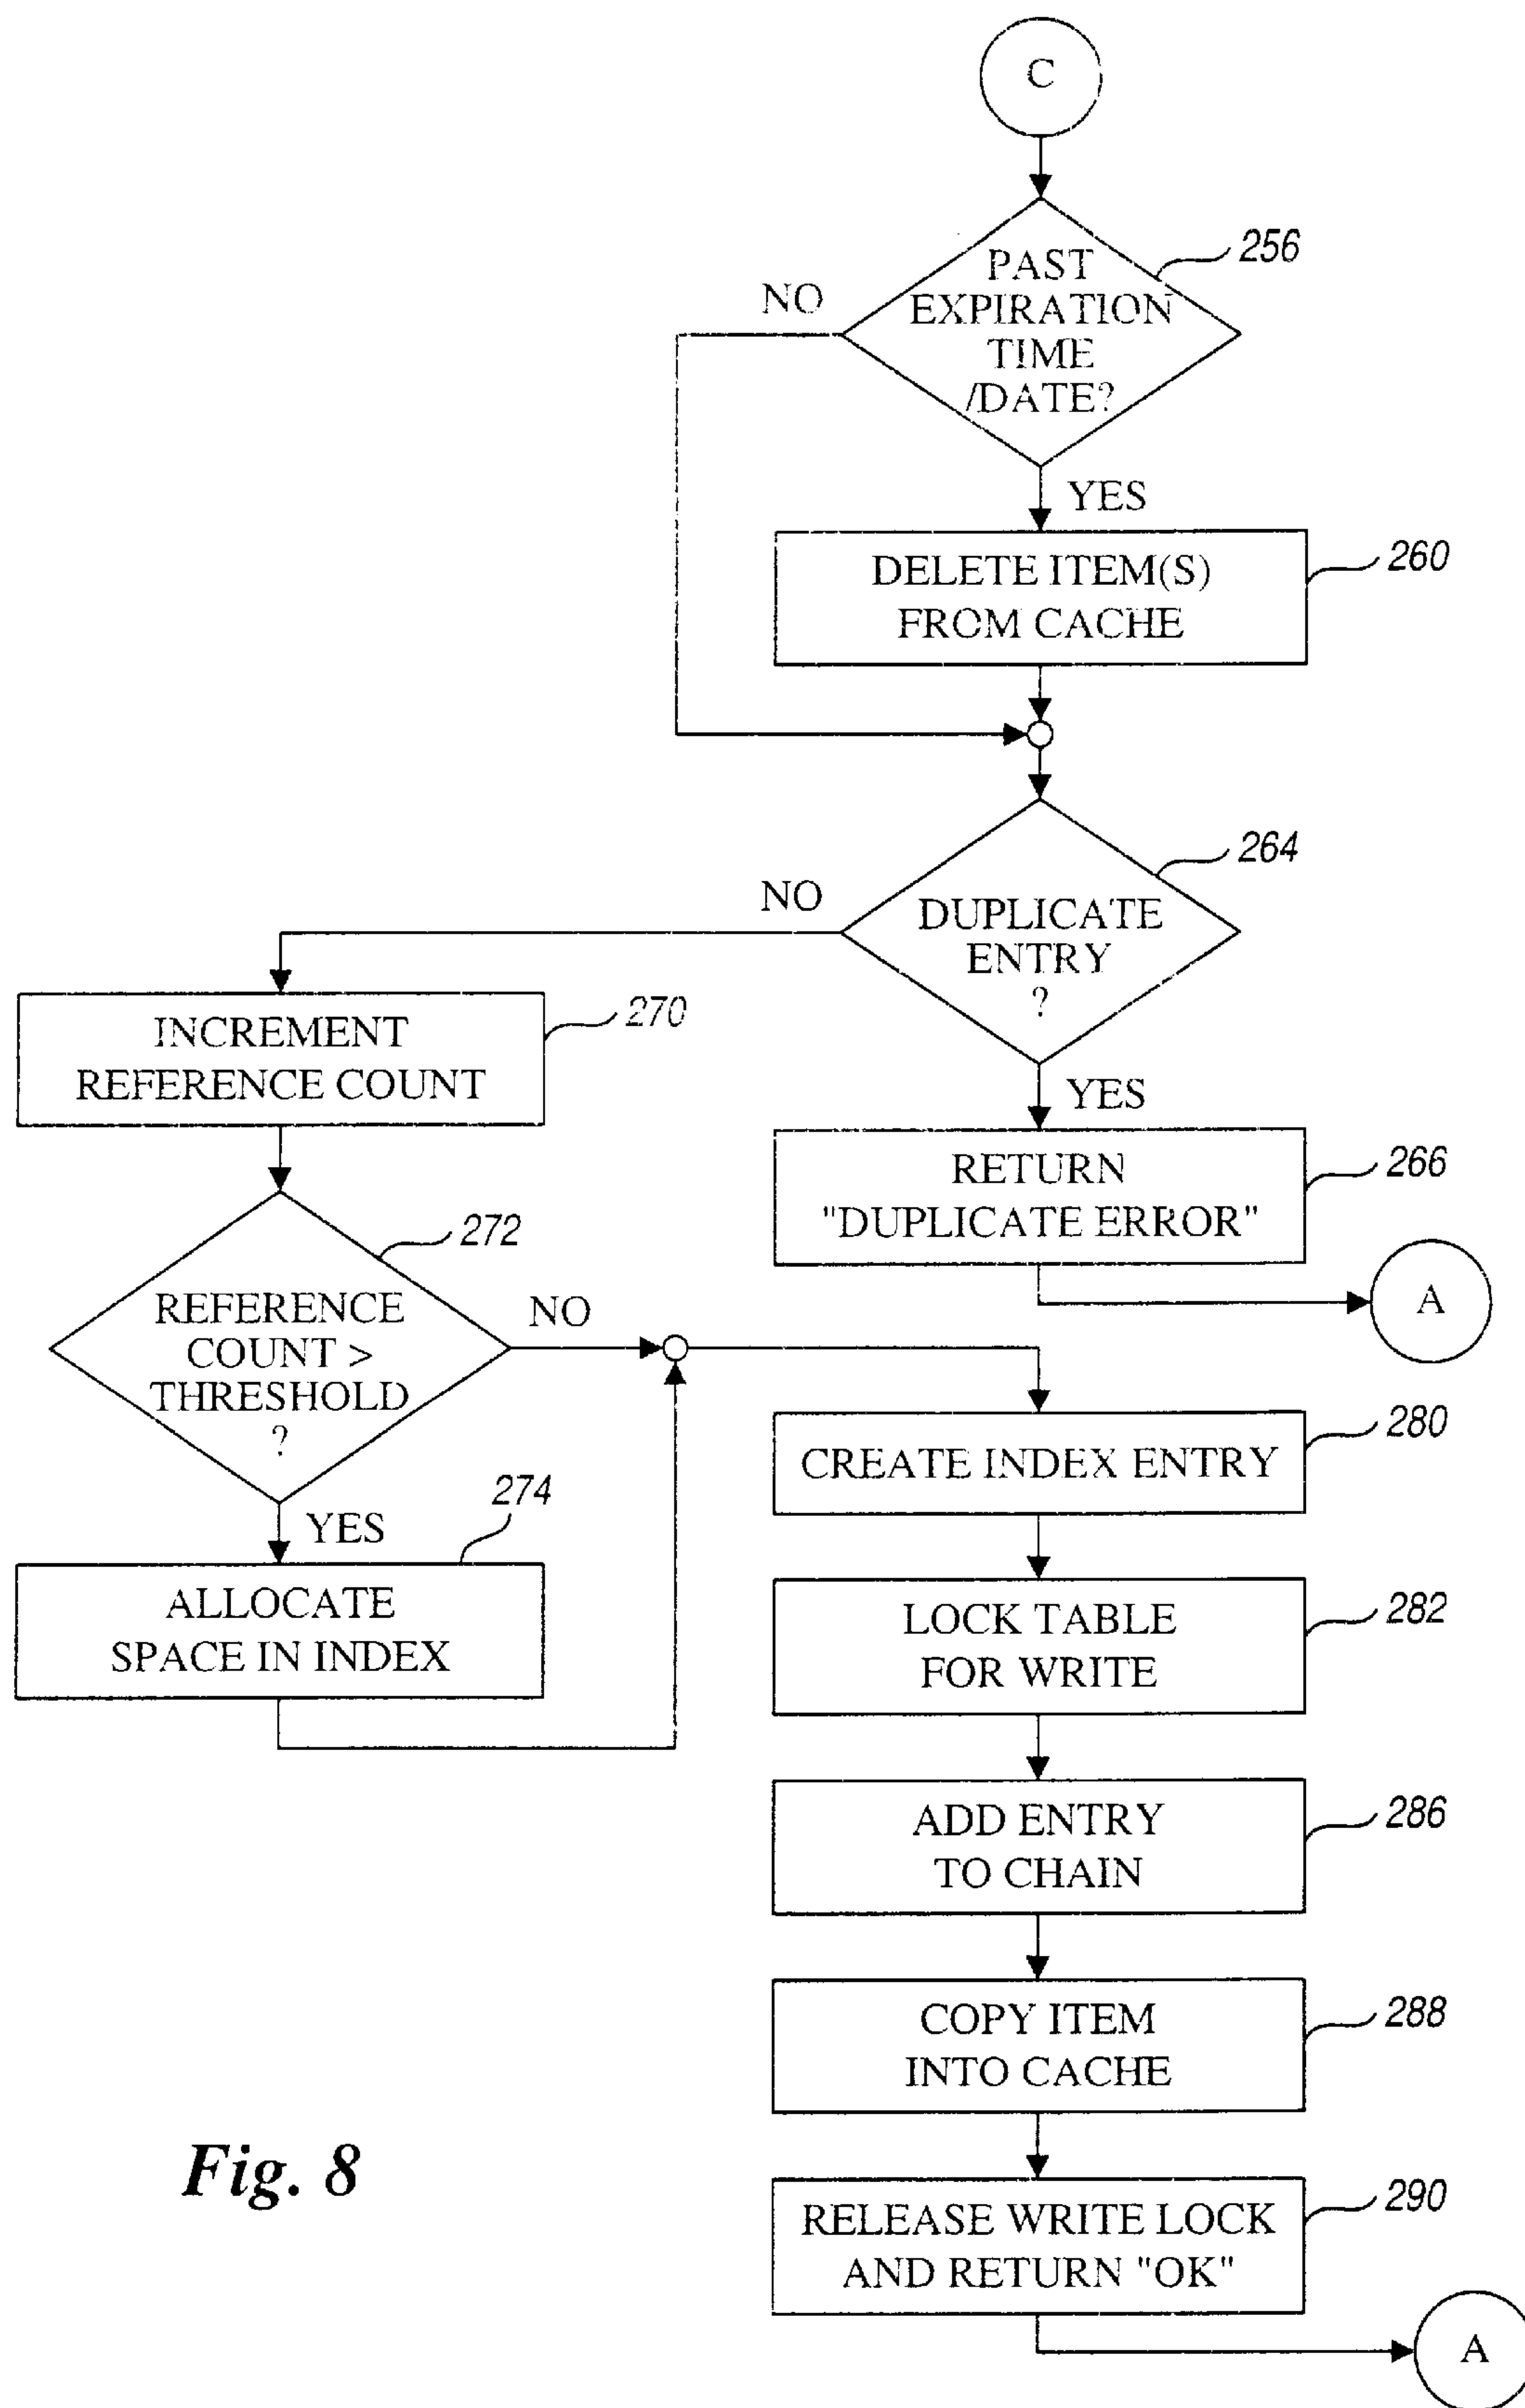 C
256
PAST
EXPIRATION
TIME
/DATE?
NO
YES
260
DELETE ITEM(S)
FROM CACHE
264
DUPLICATE
ENTRY
?
NO
YES
270
INCREMENT
REFERENCE COUNT
266
RETURN
"DUPLICATE ERROR"
A
272
REFERENCE
COUNT >
THRESHOLD
?
NO
YES
274
ALLOCATE
SPACE IN INDEX
280
CREATE INDEX ENTRY
282
LOCK TABLE
FOR WRITE
286
ADD ENTRY
TO CHAIN
288
COPY ITEM
INTO CACHE
290
RELEASE WRITE LOCK
AND RETURN "OK"
A
Fig. 8